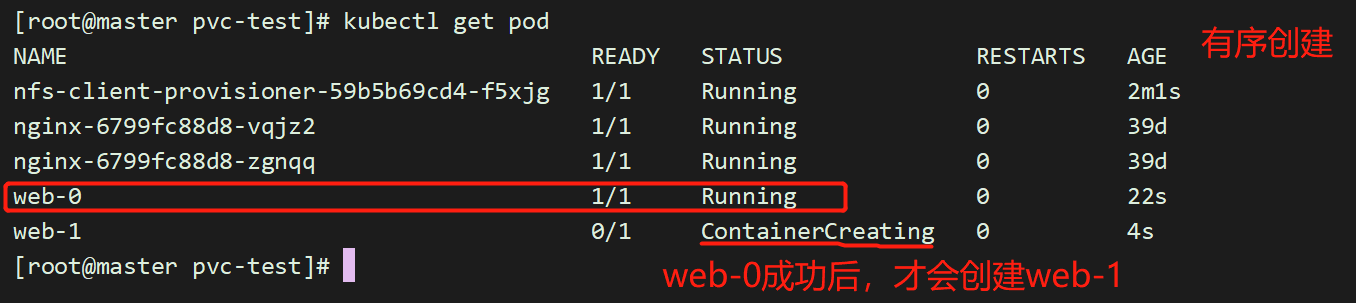 [root@master pvc-test]# kubectl get pod
NAME READY STATUS RESTARTS AGE
有序创建
nfs-client-provisioner-59b5b69cd4-f5xjg 1/1 Running 0 2m1s
nginx-6799fc88d8-vqjz2 1/1 Running 0 39d
nginx-6799fc88d8-zgnqq 1/1 Running 0 39d
web-0 1/1 Running 0 22s
web-1 0/1 ContainerCreating 0 4s
[root@master pvc-test]#
web-0成功后，才会创建web-1